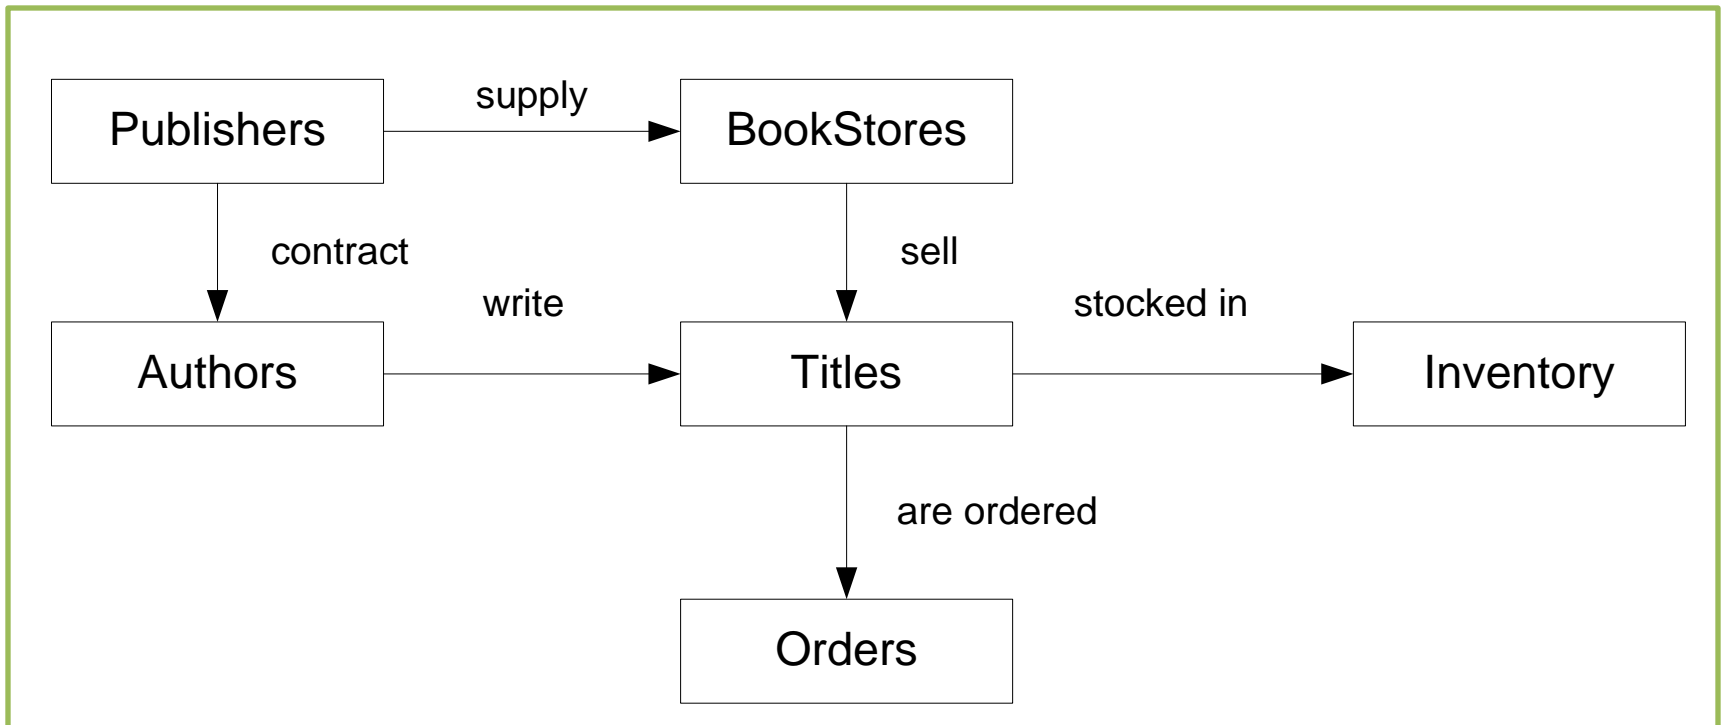 supply
Publishers
BookStores
contract
sell
write
stocked in
Authors
Titles
Inventory
are ordered
Orders